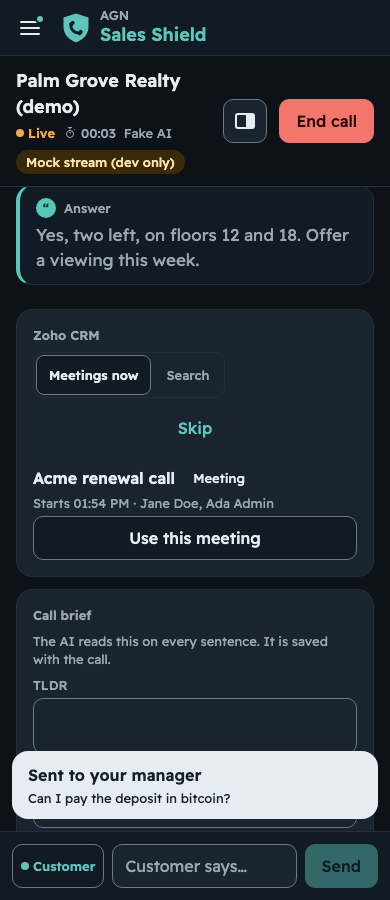 AGN
Sales Shield
Palm Grove Realty
(demo)
Live 00:03 Fake AI
End call
Mock stream (dev only)
Answer
Yes, two left, on floors 12 and 18. Offer
a viewing this week.
Zoho CRM
Meetings now Search
Skip
Acme renewal call Meeting
Starts 01:54 PM · Jane Doe, Ada Admin
Use this meeting
Call brief
The AI reads this on every sentence. It is saved
with the call.
TLDR
Sent to your manager
Can I pay the deposit in bitcoin?
Customer Customer says... Send